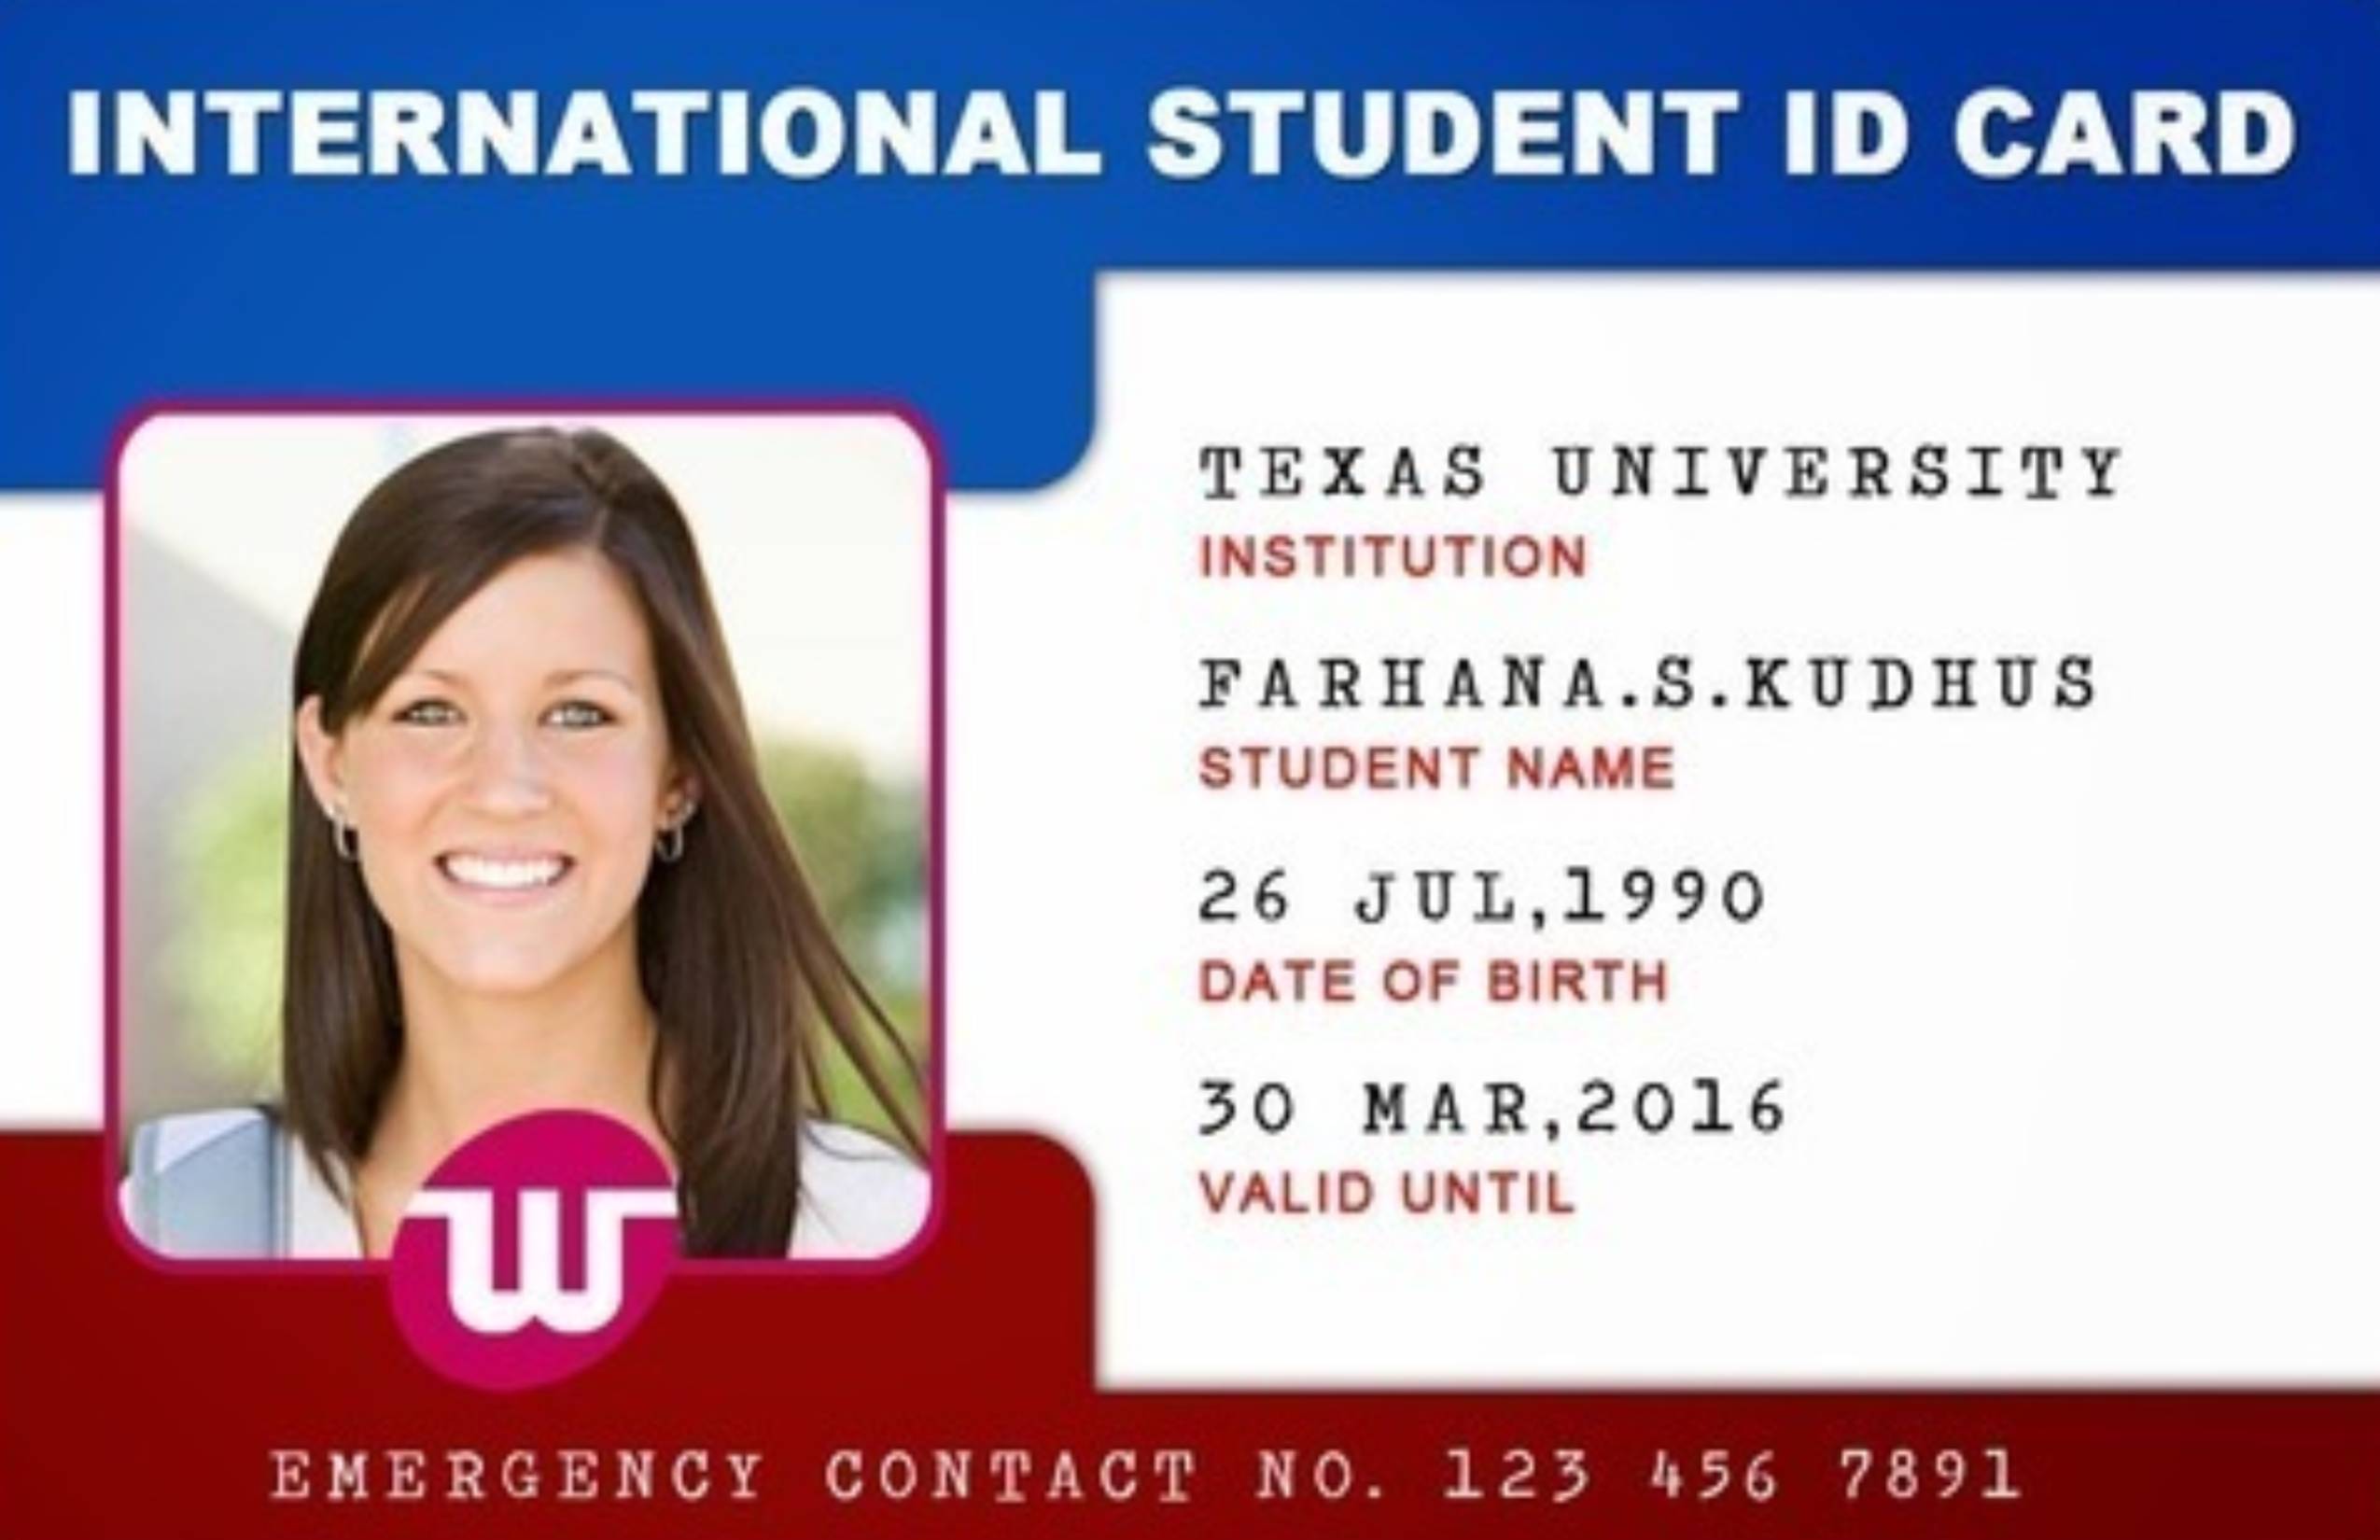 INTERNATIONAL STUDENT ID CARD
TEXAS UNIVERSITY
INSTITUTION
FARHANA.S.KUDHUS
STUDENT NAME
26 JUL,1990
DATE OF BIRTH
30 MAR,2016
VALID UNTIL
W
EMERGENCY CONTACT NO. 123 456 7891